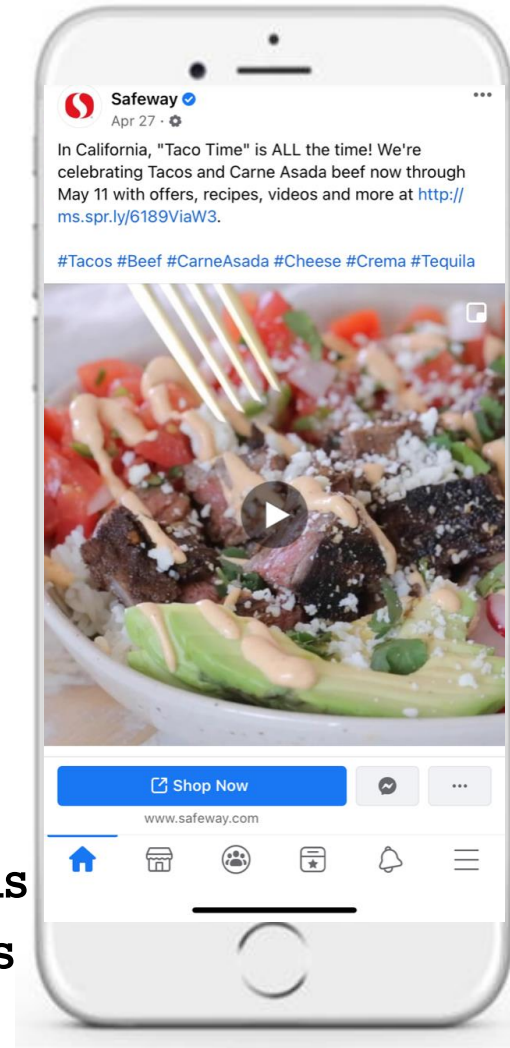 Safeway
Apr 27 ·
In California, "Taco Time" is ALL the time! We're
celebrating Tacos and Carne Asada beef now through
May 11 with offers, recipes, videos and more at http://
ms.spr.ly/6189ViaW3.
#Tacos #Beef #CarneAsada #Cheese #Crema #Tequila
Shop Now
www.safeway.com